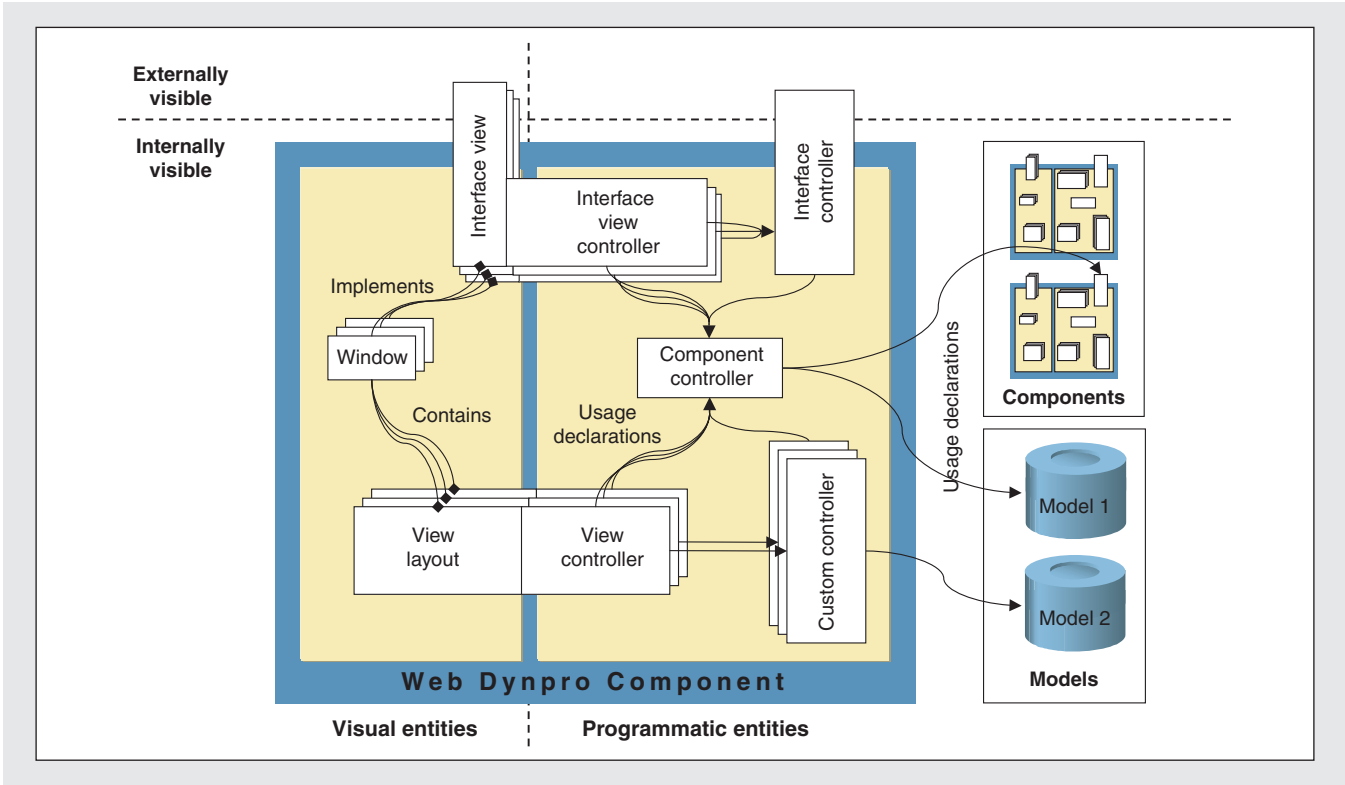 Externally
visible
Internally
visible
Interface view
Interface
view
controller
Interface
controller
Implements
Window
Component
controller
Contains
Usage
declarations
View
layout
View
controller
Custom controller
Usage declarations
Components
Model 1
Model 2
Models
Web Dynpro Component
Visual entities
Programmatic entities